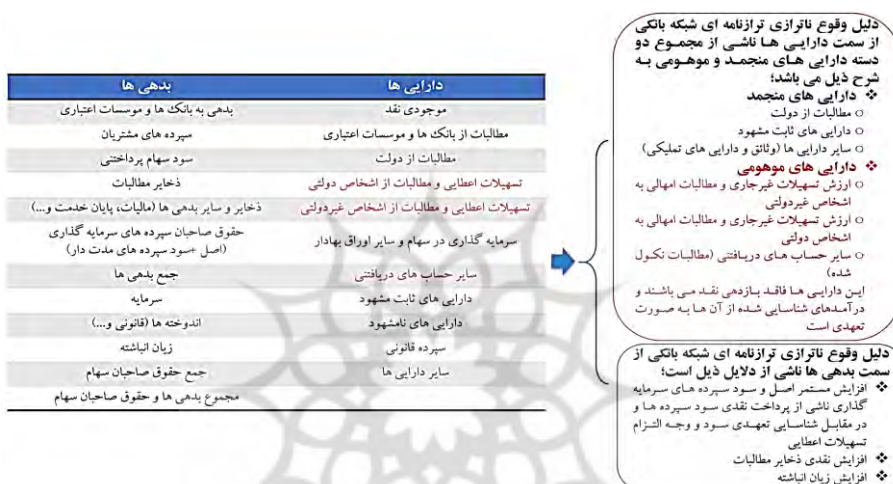 دلیل وقوع ناترازی ترازنامه ای شبکه بانکی
از سمت دارایی ها ناشی از مجموع دو
دسته دارایی های منجمد و موهومی به
شرح ذیل می باشد؛
❖ دارایی های منجمد
○ مطالبات از دولت
○ دارایی های ثابت مشهود
○ سایر دارایی ها (وثائق و دارایی های تملیکی)
❖ دارایی های موهومی
○ ارزش تسهیلات غیرجاری و مطالبات امهالی به
اشخاص غیردولتی
○ ارزش تسهیلات غیرجاری و مطالبات امهالی به
اشخاص دولتی
○ سایر حساب های دریافتنی (مطالبات نکول
شده)
این دارایی ها فاقد بازدهی نقد می باشند و
درآمدهای شناسایی شده از آن ها به صورت
تعهدی است
دلیل وقوع ناترازی ترازنامه ای شبکه بانکی از
سمت بدهی ها ناشی از دلایل ذیل است؛
❖ افزایش مستمر اصل و سود سپرده های سرمایه
گذاری ناشی از پرداخت نقدی سود سپرده ها و
در مقابل شناسایی تعهدی سود و وجه التزام
تسهیلات اعطایی
❖ افزایش نقدی ذخایر مطالبات
❖ افزایش زیان انباشته
دارایی ها بدهی ها
موجودی نقد بدهی به بانک ها و موسسات اعتباری
مطالبات از بانک ها و موسسات اعتباری سپرده های مشتریان
مطالبات از دولت سود سهام پرداختنی
تسهیلات اعطایی و مطالبات از اشخاص دولتی ذخایر مطالبات
تسهیلات اعطایی و مطالبات از اشخاص غیردولتی ذخایر و سایر بدهی ها (مالیات، پایان خدمت و...)
سرمایه گذاری در سهام و سایر اوراق بهادار حقوق صاحبان سپرده های سرمایه گذاری
(اصل +سود سپرده های مدت دار)
سایر حساب های دریافتنی جمع بدهی ها
دارایی های ثابت مشهود سرمایه
دارایی های نامشهود اندوخته ها (قانونی و...)
سپرده قانونی زیان انباشته
سایر دارایی ها جمع حقوق صاحبان سهام
مجموع بدهی ها و حقوق صاحبان سهام